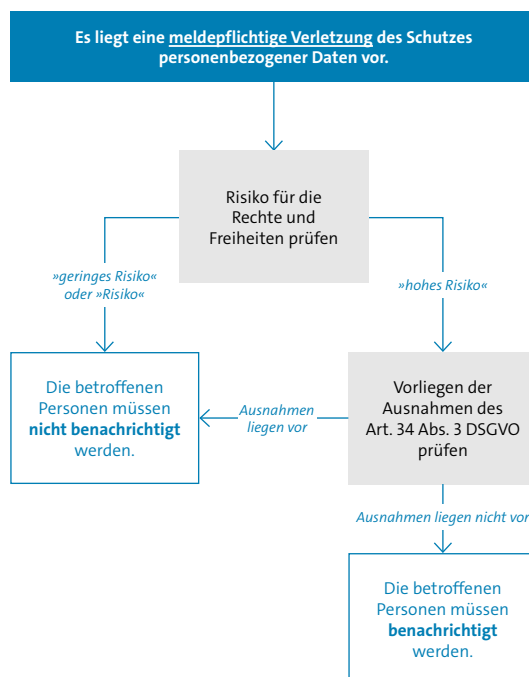 Es liegt eine meldepflichtige Verletzung des Schutzes
personenbezogener Daten vor.
Risiko für die
Rechte und
Freiheiten prüfen
»geringes Risiko«
oder »Risiko«
»hohes Risiko«
Die betroffenen
Personen müssen
nicht benachrichtigt
werden.
Ausnahmen
liegen vor
Vorliegen der
Ausnahmen des
Art. 34 Abs. 3 DSGVO
prüfen
Ausnahmen liegen nicht vor
Die betroffenen
Personen müssen
benachrichtigt
werden.